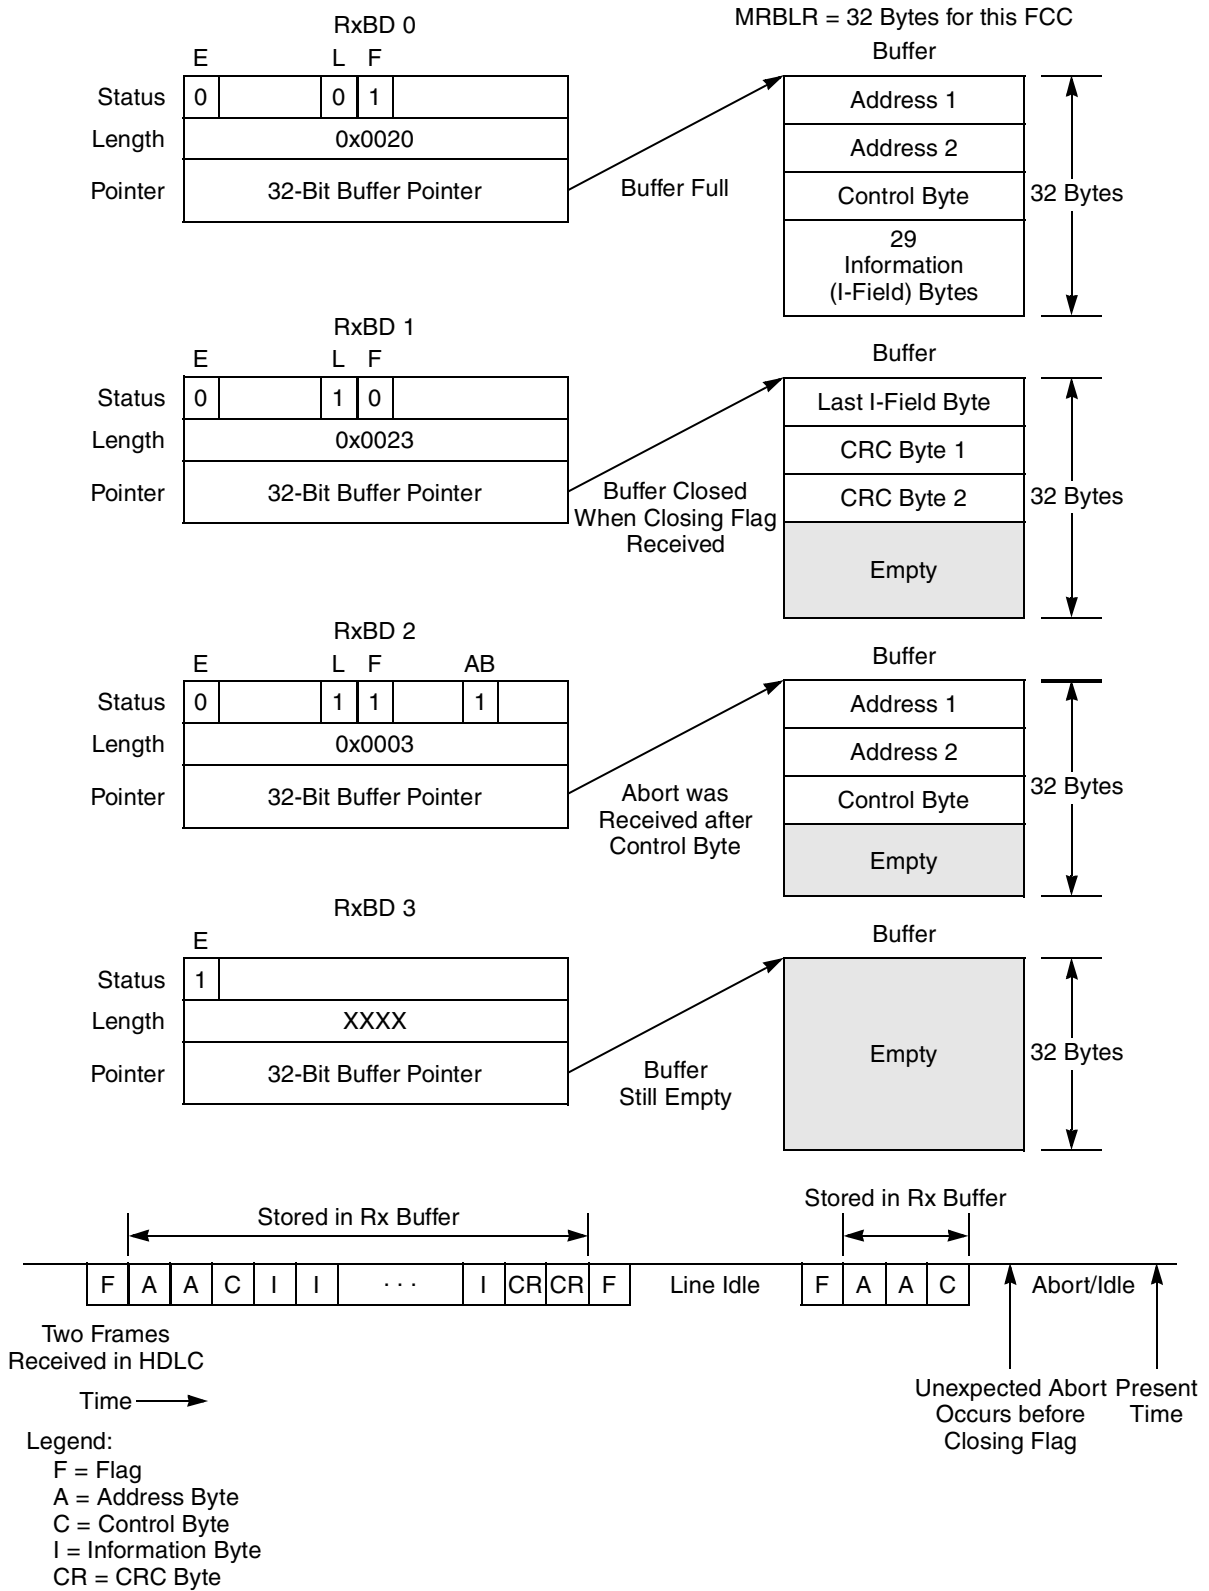 MRBLR = 32 Bytes for this FCC
RxBD 0
Buffer
E L F
Status 0 0 1
Length 0x0020
Pointer 32-Bit Buffer Pointer
Buffer Full
Address 1
Address 2
Control Byte
29
Information
(I-Field) Bytes
32 Bytes
RxBD 1
Buffer
E L F
Status 0 1 0
Length 0x0023
Pointer 32-Bit Buffer Pointer
Buffer Closed
When Closing Flag
Received
Last I-Field Byte
CRC Byte 1
CRC Byte 2
Empty
32 Bytes
RxBD 2
Buffer
E L F AB
Status 0 1 1 1
Length 0x0003
Pointer 32-Bit Buffer Pointer
Abort was
Received after
Control Byte
Address 1
Address 2
Control Byte
Empty
32 Bytes
RxBD 3
Buffer
E
Status 1
Length XXXX
Pointer 32-Bit Buffer Pointer
Buffer
Still Empty
Empty
32 Bytes
Stored in Rx Buffer
Stored in Rx Buffer
F A A C I I · · · I CR CR F Line Idle F A A C Abort/Idle
Two Frames
Received in HDLC
Time
Unexpected Abort
Occurs before
Closing Flag
Present
Time
Legend:
F = Flag
A = Address Byte
C = Control Byte
I = Information Byte
CR = CRC Byte